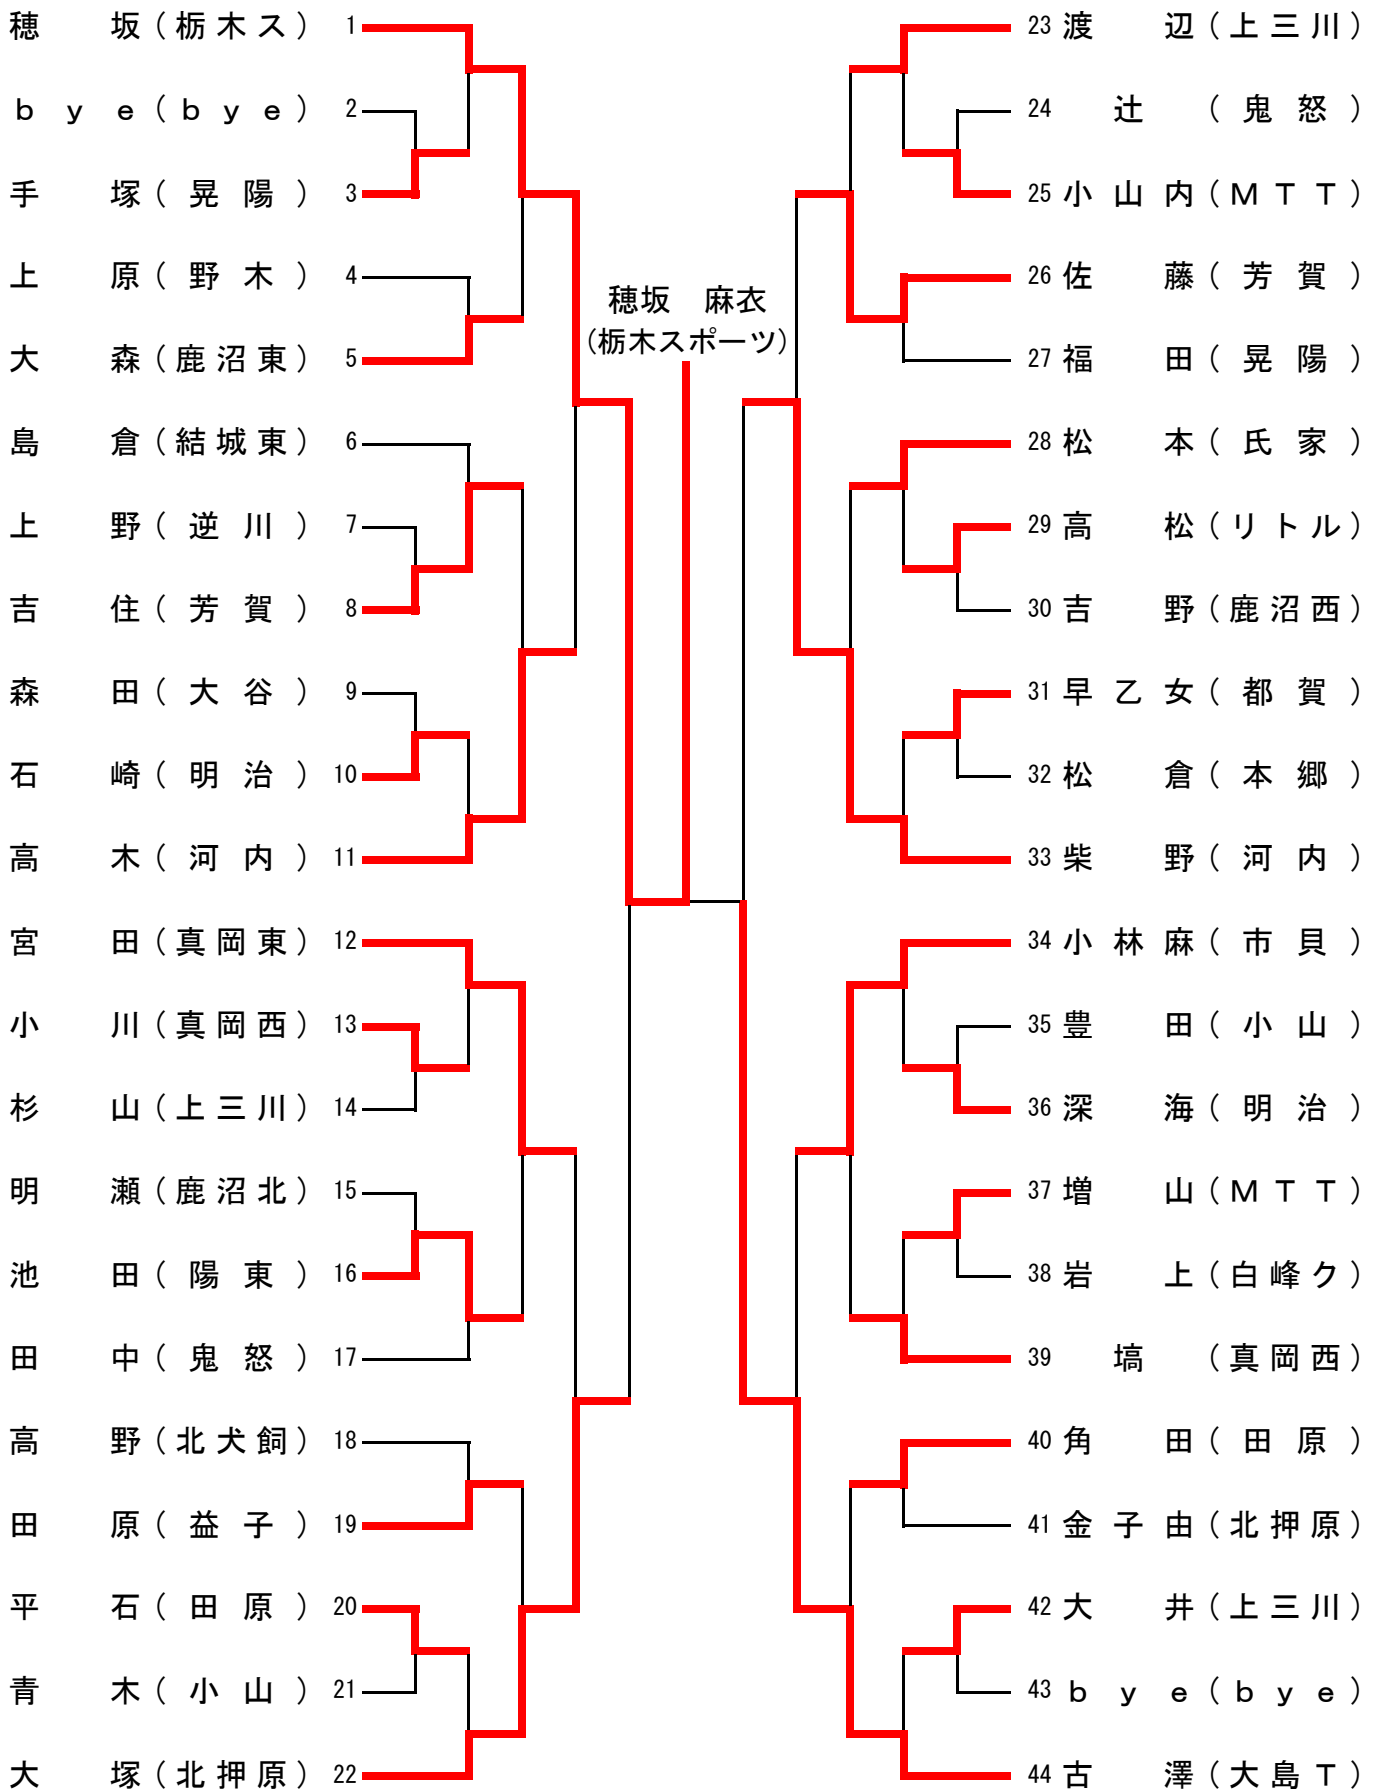 穂坂(栃木ス) 1
bye(bye) 2
手塚(晃陽) 3
上原(野木) 4
大森(鹿沼東) 5
島倉(結城東) 6
上野(逆川) 7
吉住(芳賀) 8
森田(大谷) 9
石崎(明治) 10
高木(河内) 11
宮田(真岡東) 12
小川(真岡西) 13
杉山(上三川) 14
明瀬(鹿沼北) 15
池田(陽東) 16
田中(鬼怒) 17
高野(北犬飼) 18
田原(益子) 19
平石(田原) 20
青木(小山) 21
大塚(北押原) 22
穂坂 麻衣
(栃木スポーツ)
23 渡辺(上三川)
24 辻(鬼怒)
25 小山内(MTT)
26 佐藤(芳賀)
27 福田(晃陽)
28 松本(氏家)
29 高松(リトル)
30 吉野(鹿沼西)
31 早乙女(都賀)
32 松倉(本郷)
33 柴野(河内)
34 小林麻(市貝)
35 豊田(小山)
36 深海(明治)
37 増山(MTT)
38 岩上(白峰ク)
39 塙(真岡西)
40 角田(田原)
41 金子由(北押原)
42 大井(上三川)
43 bye(bye)
44 古澤(大島T)